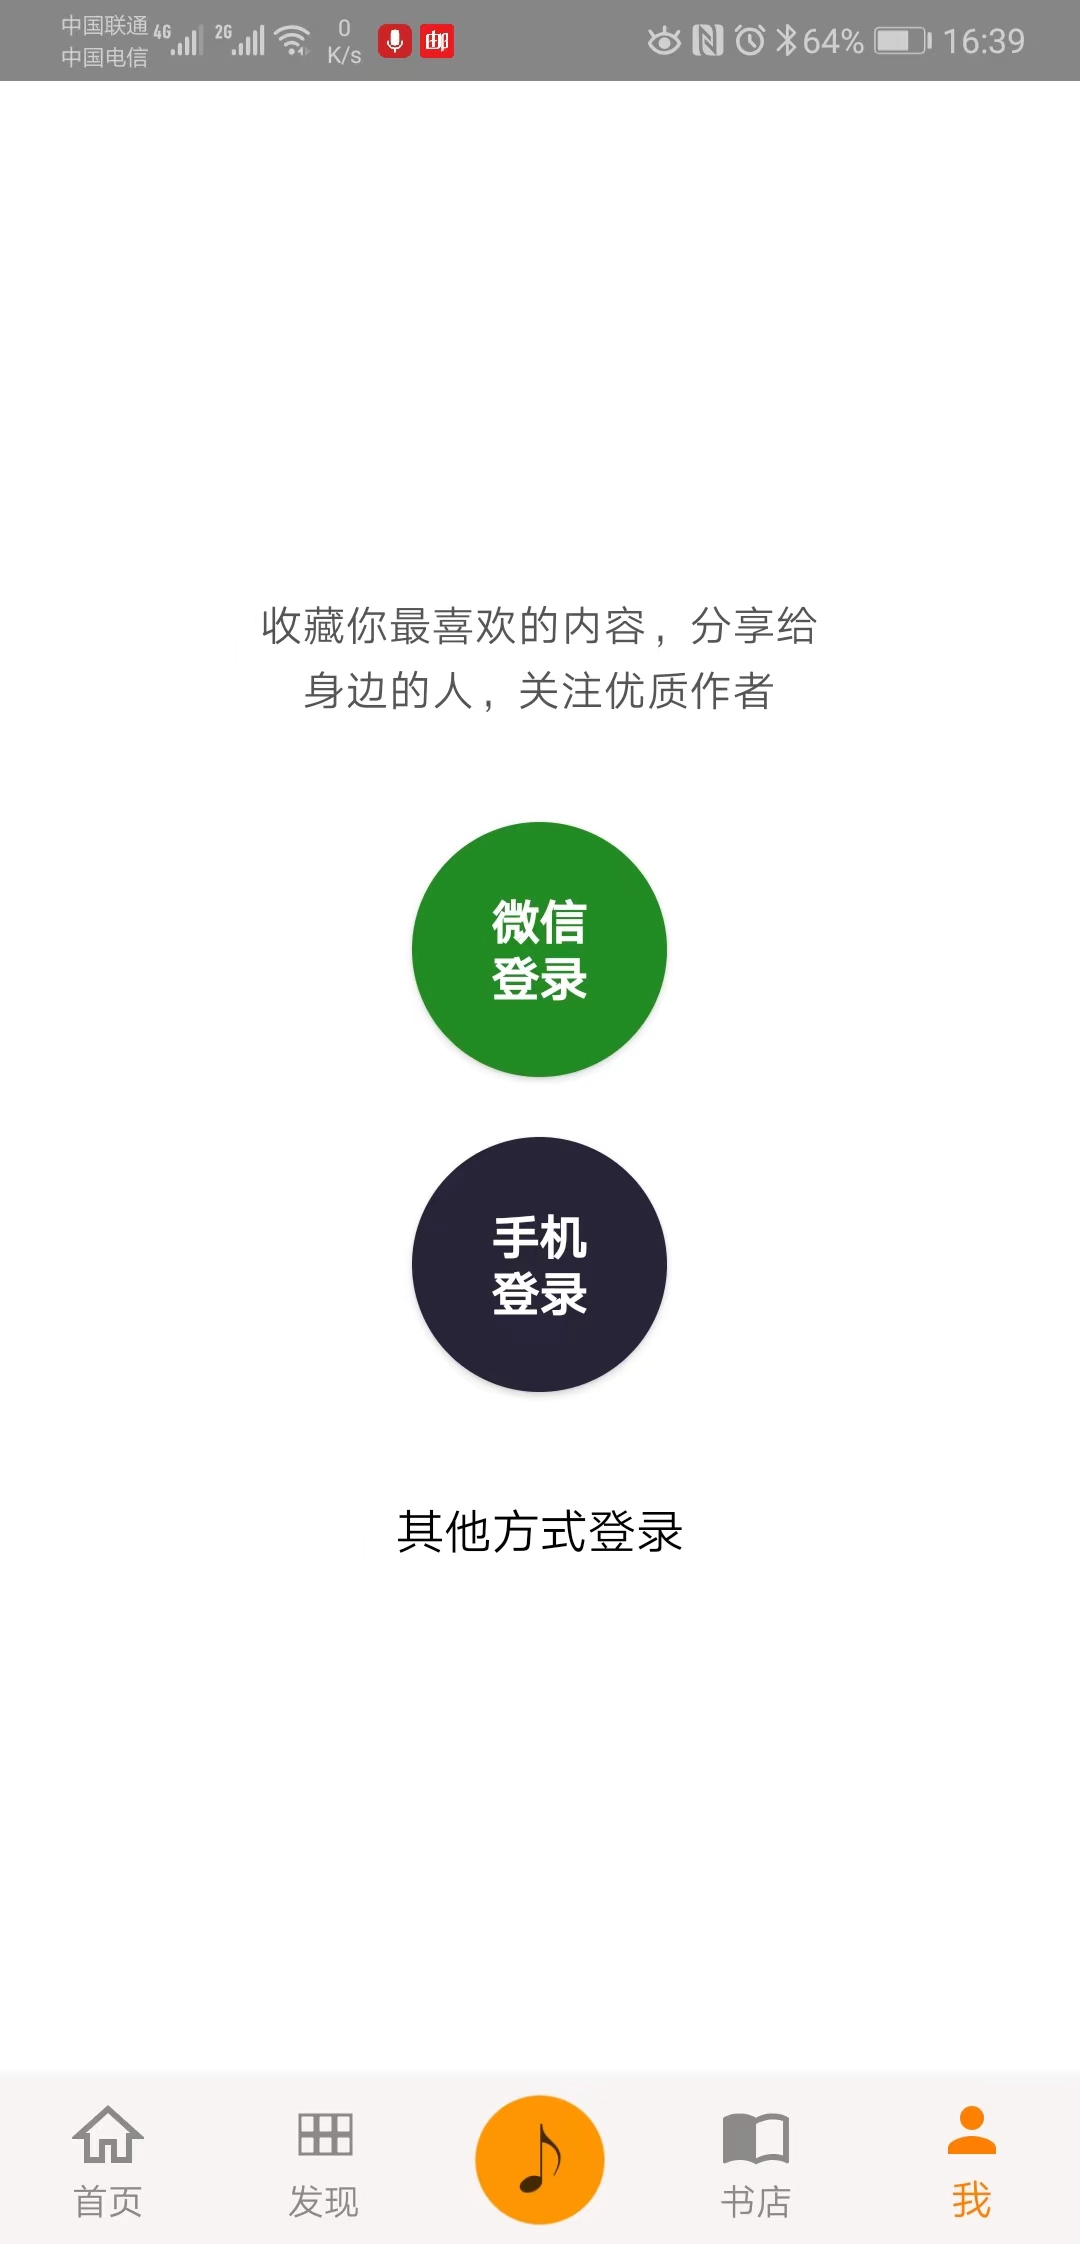 中国联通 4G 2G 0 64% 16:39
中国电信 K/s
收藏你最喜欢的内容，分享给
身边的人，关注优质作者
微信
登录
手机
登录
其他方式登录
首页 发现 书店 我